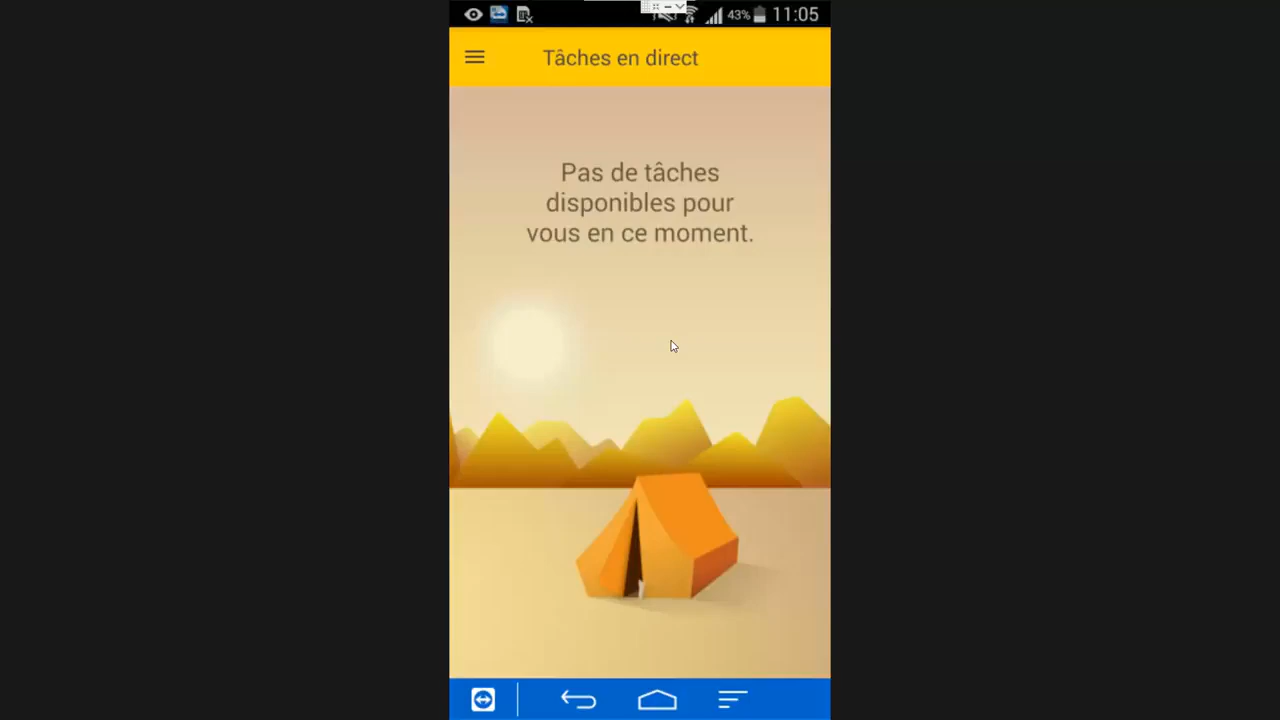 43% 11:05
Tâches en direct
Pas de tâches
disponibles pour
vous en ce moment.